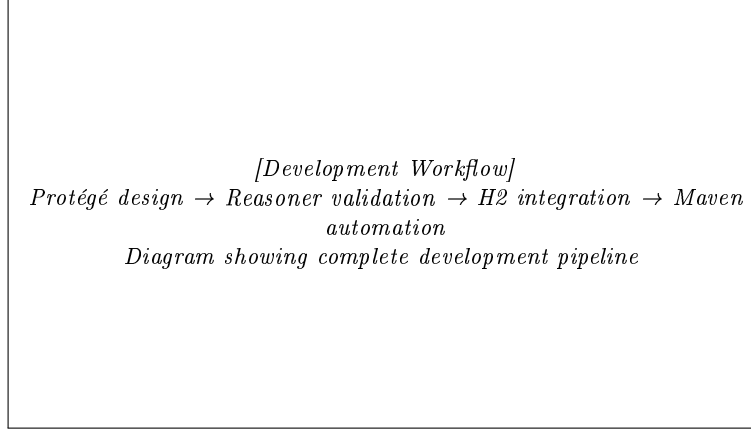 [Development Workflow]
Protégé design → Reasoner validation → H2 integration → Maven
automation
Diagram showing complete development pipeline